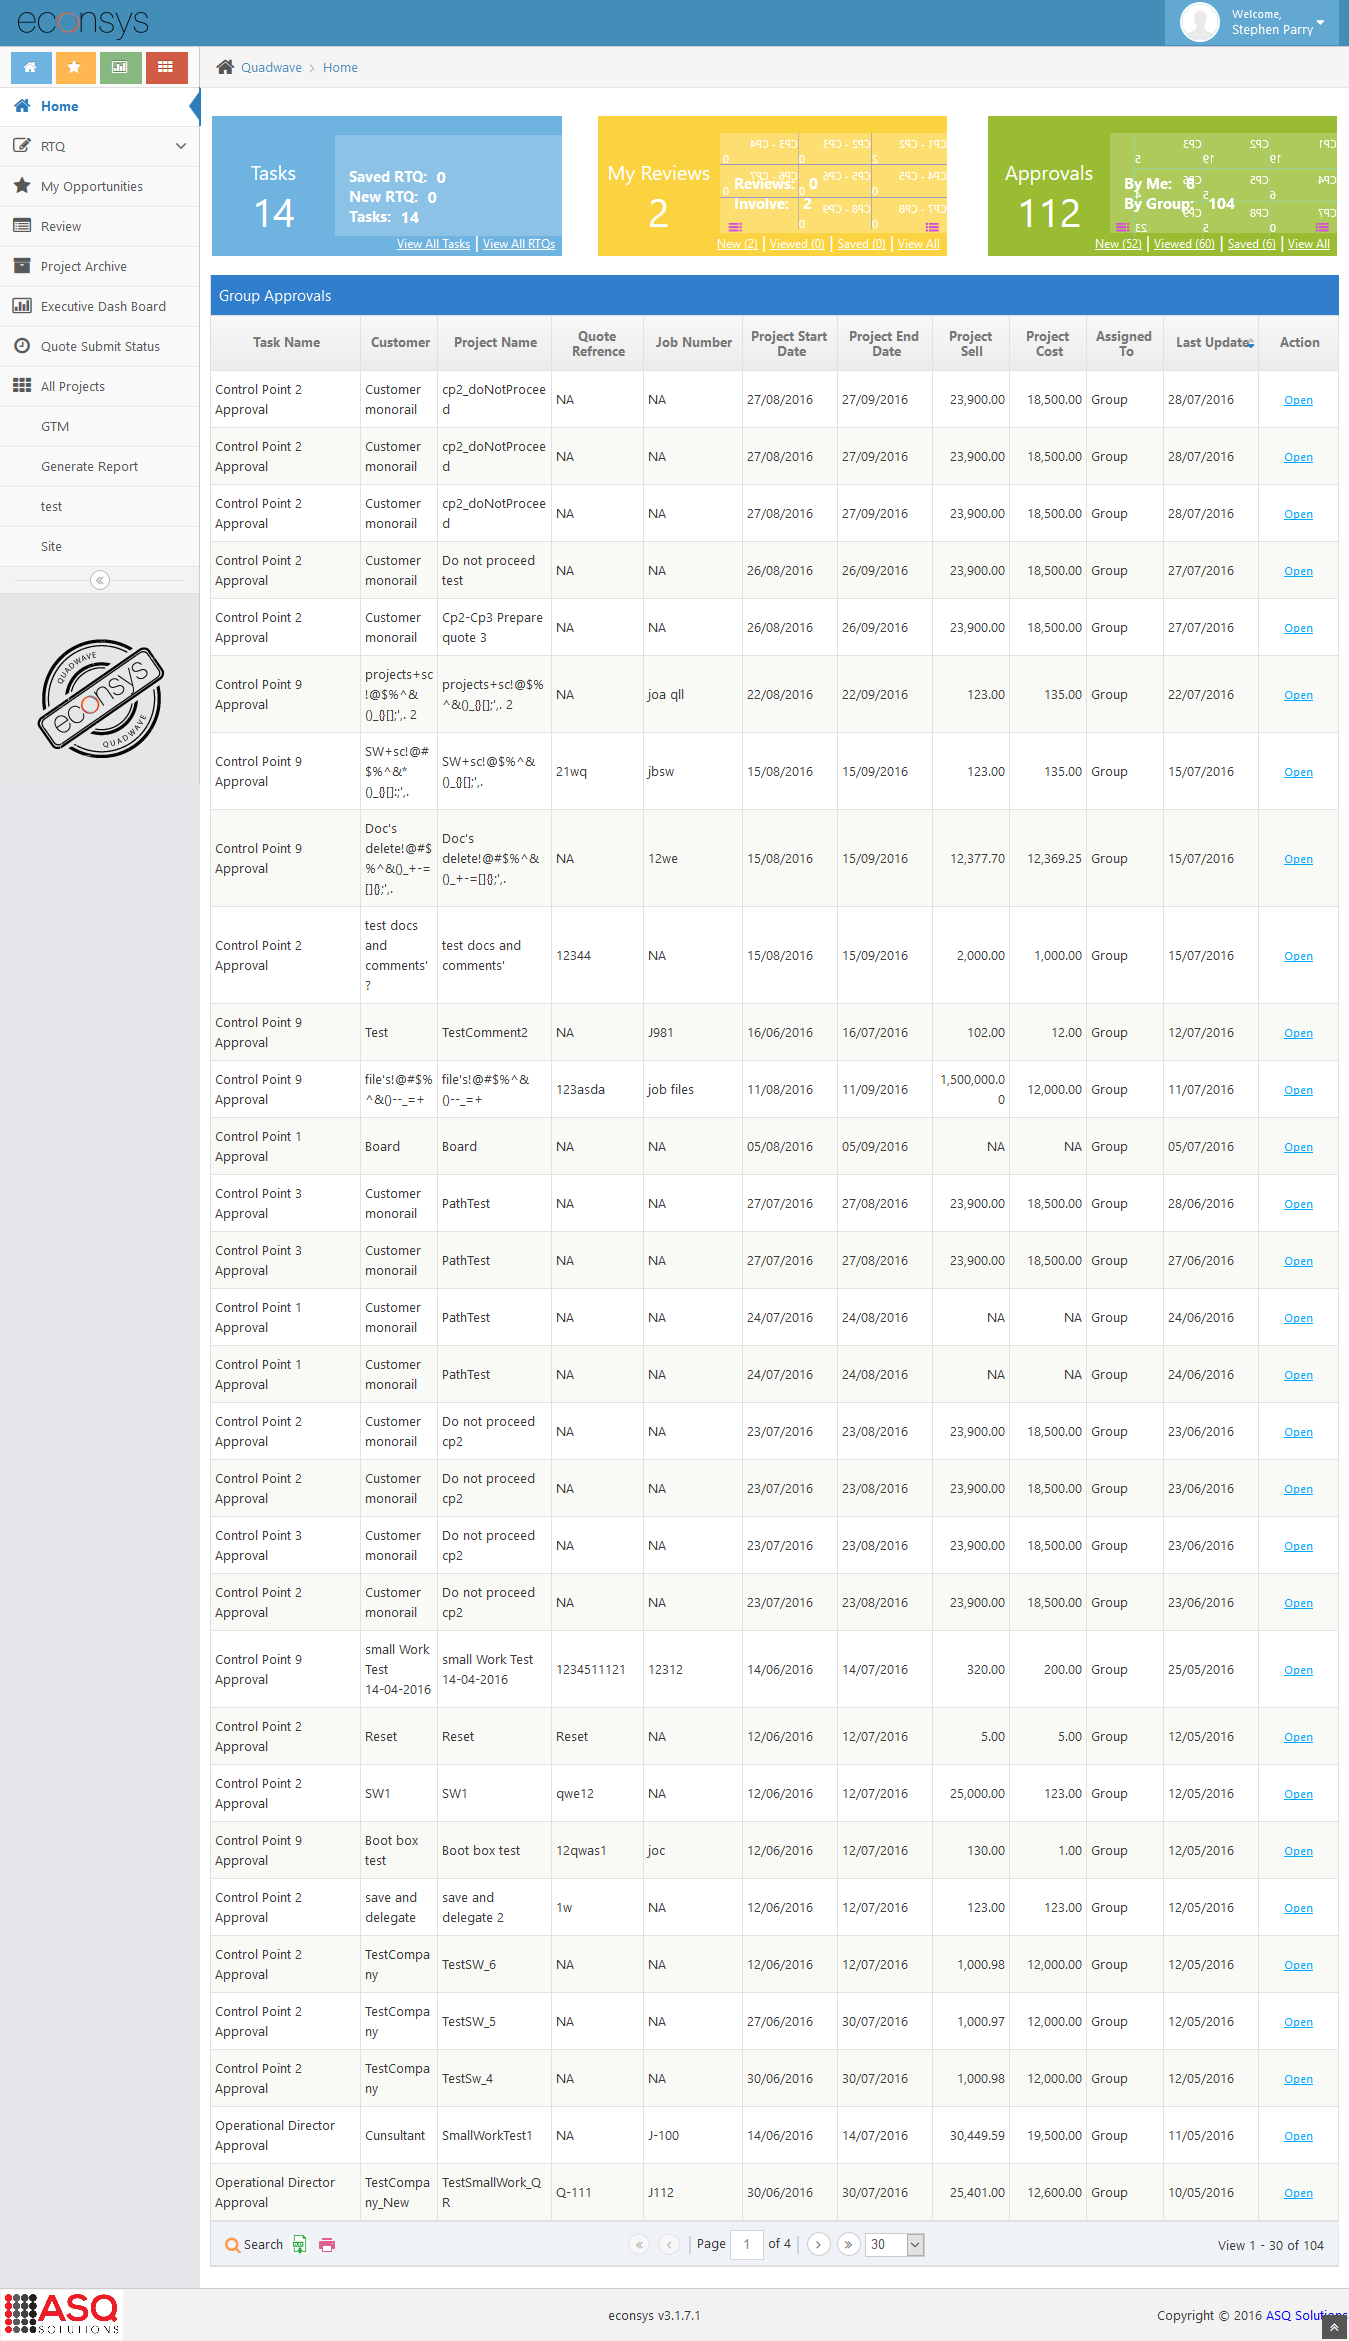 econsys
Welcome,
Stephen Parry
Quadwave > Home
Home
RTQ
My Opportunities
Review
Project Archive
Executive Dash Board
Quote Submit Status
All Projects
GTM
Generate Report
test
Site
QUADWAVE
econsys
QUADWAVE
Tasks
14
Saved RTQ: 0
New RTQ: 0
Tasks: 14
View All Tasks | View All RTQs
My Reviews
2
Reviews: 0
Involve: 2
New (2) | Viewed (0) | Saved (0) | View All
Approvals
112
By Me: 8
By Group: 104
New (52) | Viewed (60) | Saved (6) | View All
Group Approvals
Task Name Customer Project Name Quote Refrence Job Number Project Start Date Project End Date Project Sell Project Cost Assigned To Last Update Action
Control Point 2 Approval Customer monorail cp2_doNotProceed NA NA 27/08/2016 27/09/2016 23,900.00 18,500.00 Group 28/07/2016 Open
Control Point 2 Approval Customer monorail cp2_doNotProceed NA NA 27/08/2016 27/09/2016 23,900.00 18,500.00 Group 28/07/2016 Open
Control Point 2 Approval Customer monorail cp2_doNotProceed NA NA 27/08/2016 27/09/2016 23,900.00 18,500.00 Group 28/07/2016 Open
Control Point 2 Approval Customer monorail Do not proceed test NA NA 26/08/2016 26/09/2016 23,900.00 18,500.00 Group 27/07/2016 Open
Control Point 2 Approval Customer monorail Cp2-Cp3 Prepare quote 3 NA NA 26/08/2016 26/09/2016 23,900.00 18,500.00 Group 27/07/2016 Open
Control Point 9 Approval projects+sc!@$%^&()_{}[];',. 2 projects+sc!@$%^&()_{}[];',. 2 NA joa qll 22/08/2016 22/09/2016 123.00 135.00 Group 22/07/2016 Open
Control Point 9 Approval SW+sc!@#$%^&*()_{}[]:;',. SW+sc!@$%^&()_{}[];',. 21wq jbsw 15/08/2016 15/09/2016 123.00 135.00 Group 15/07/2016 Open
Control Point 9 Approval Doc's delete!@#$%^&()_+-=[]{};',. Doc's delete!@#$%^&()_+-=[]{};',. NA 12we 15/08/2016 15/09/2016 12,377.70 12,369.25 Group 15/07/2016 Open
Control Point 2 Approval test docs and comments'? test docs and comments' 12344 NA 15/08/2016 15/09/2016 2,000.00 1,000.00 Group 15/07/2016 Open
Control Point 9 Approval Test TestComment2 NA J981 16/06/2016 16/07/2016 102.00 12.00 Group 12/07/2016 Open
Control Point 9 Approval file's!@#$%^&()--_=+ file's!@#$%^&()--_=+ 123asda job files 11/08/2016 11/09/2016 1,500,000.00 12,000.00 Group 11/07/2016 Open
Control Point 1 Approval Board Board NA NA 05/08/2016 05/09/2016 NA NA Group 05/07/2016 Open
Control Point 3 Approval Customer monorail PathTest NA NA 27/07/2016 27/08/2016 23,900.00 18,500.00 Group 28/06/2016 Open
Control Point 3 Approval Customer monorail PathTest NA NA 27/07/2016 27/08/2016 23,900.00 18,500.00 Group 27/06/2016 Open
Control Point 1 Approval Customer monorail PathTest NA NA 24/07/2016 24/08/2016 NA NA Group 24/06/2016 Open
Control Point 1 Approval Customer monorail PathTest NA NA 24/07/2016 24/08/2016 NA NA Group 24/06/2016 Open
Control Point 2 Approval Customer monorail Do not proceed cp2 NA NA 23/07/2016 23/08/2016 23,900.00 18,500.00 Group 23/06/2016 Open
Control Point 2 Approval Customer monorail Do not proceed cp2 NA NA 23/07/2016 23/08/2016 23,900.00 18,500.00 Group 23/06/2016 Open
Control Point 3 Approval Customer monorail Do not proceed cp2 NA NA 23/07/2016 23/08/2016 23,900.00 18,500.00 Group 23/06/2016 Open
Control Point 2 Approval Customer monorail Do not proceed cp2 NA NA 23/07/2016 23/08/2016 23,900.00 18,500.00 Group 23/06/2016 Open
Control Point 9 Approval small Work Test 14-04-2016 small Work Test 14-04-2016 1234511121 12312 14/06/2016 14/07/2016 320.00 200.00 Group 25/05/2016 Open
Control Point 2 Approval Reset Reset Reset NA 12/06/2016 12/07/2016 5.00 5.00 Group 12/05/2016 Open
Control Point 2 Approval SW1 SW1 qwe12 NA 12/06/2016 12/07/2016 25,000.00 123.00 Group 12/05/2016 Open
Control Point 9 Approval Boot box test Boot box test 12qwas1 joc 12/06/2016 12/07/2016 130.00 1.00 Group 12/05/2016 Open
Control Point 2 Approval save and delegate save and delegate 2 1w NA 12/06/2016 12/07/2016 123.00 123.00 Group 12/05/2016 Open
Control Point 2 Approval TestCompany TestSW_6 NA NA 12/06/2016 12/07/2016 1,000.98 12,000.00 Group 12/05/2016 Open
Control Point 2 Approval TestCompany TestSW_5 NA NA 27/06/2016 30/07/2016 1,000.97 12,000.00 Group 12/05/2016 Open
Control Point 2 Approval TestCompany TestSw_4 NA NA 30/06/2016 30/07/2016 1,000.98 12,000.00 Group 12/05/2016 Open
Operational Director Approval Cunsultant SmallWorkTest1 NA J-100 14/06/2016 14/07/2016 30,449.59 19,500.00 Group 11/05/2016 Open
Operational Director Approval TestCompany_New TestSmallWork_QR Q-111 J112 30/06/2016 30/07/2016 25,401.00 12,600.00 Group 10/05/2016 Open
Search Page 1 of 4 30 View 1 - 30 of 104
ASQ
SOLUTIONS
econsys v3.1.7.1
Copyright © 2016 ASQ Solutions